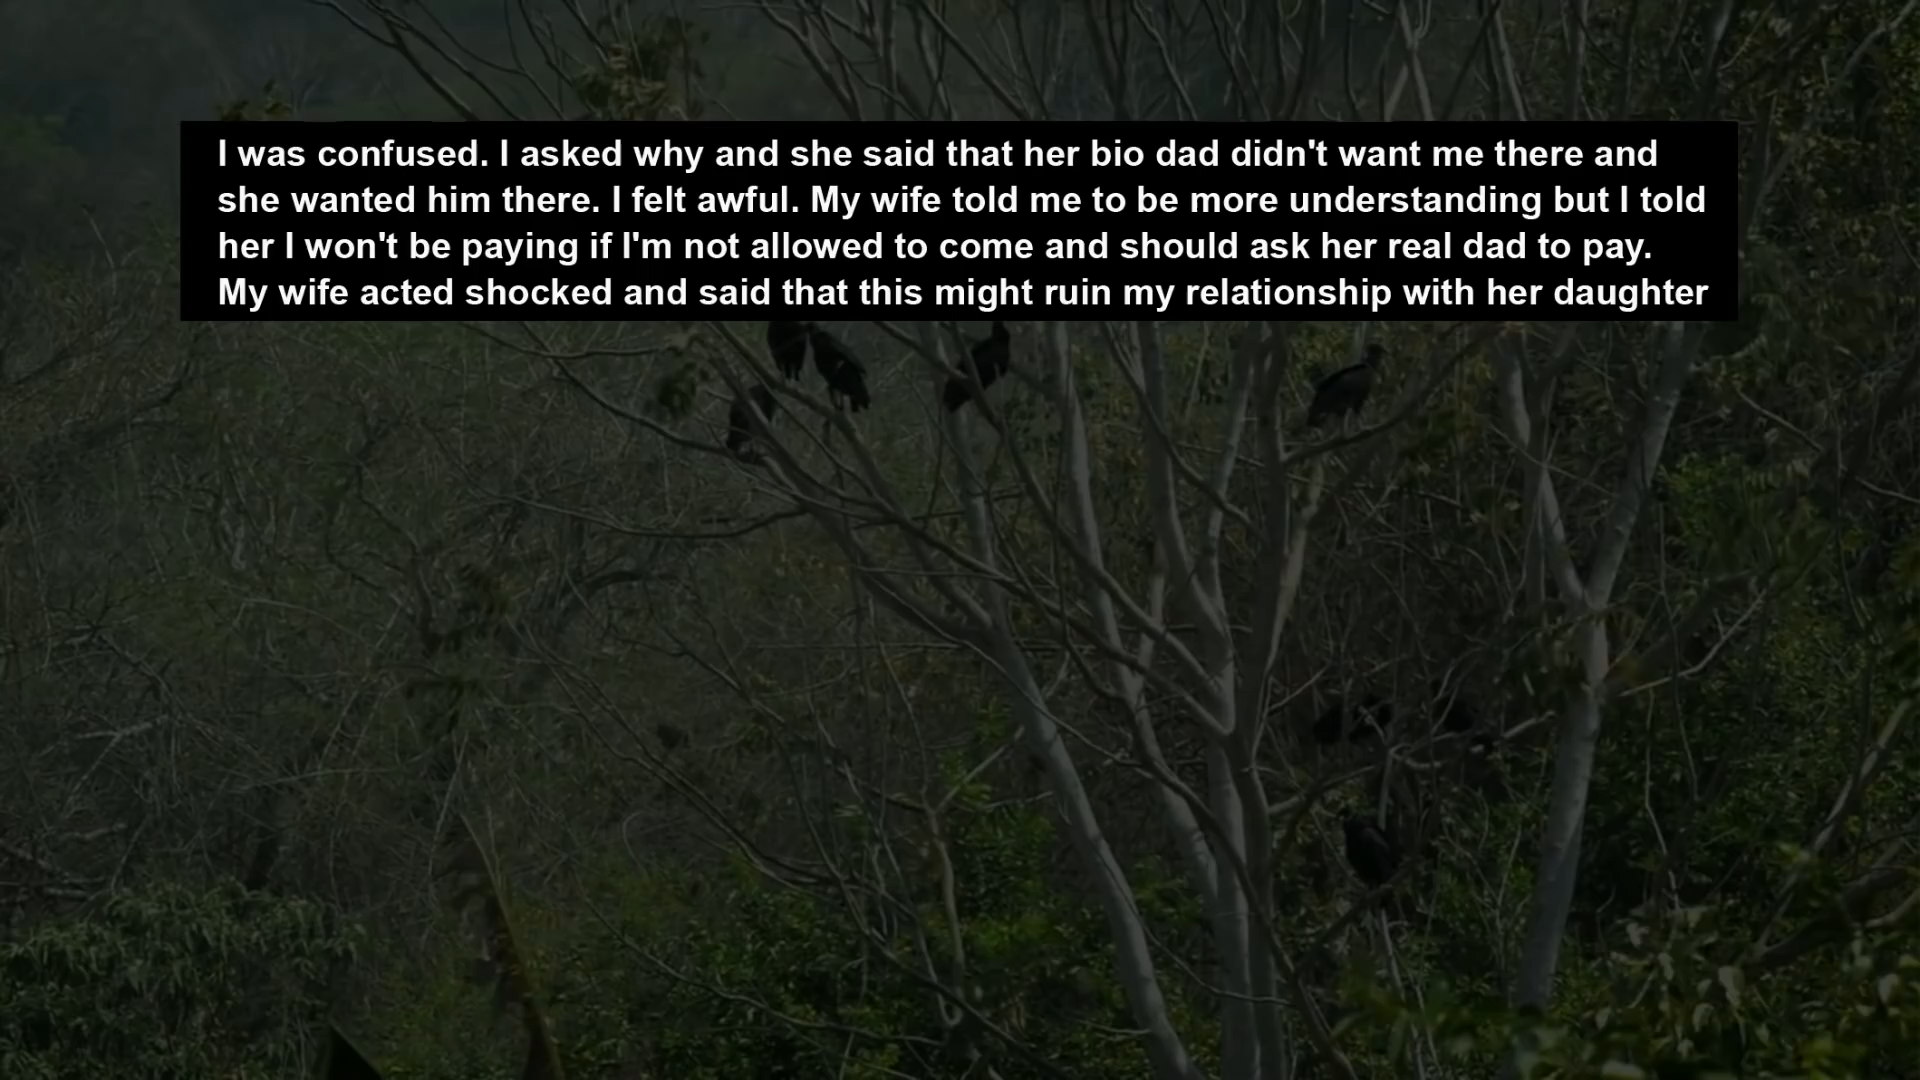 I was confused. I asked why and she said that her bio dad didn't want me there and
she wanted him there. I felt awful. My wife told me to be more understanding but I told
her I won't be paying if I'm not allowed to come and should ask her real dad to pay.
My wife acted shocked and said that this might ruin my relationship with her daughter